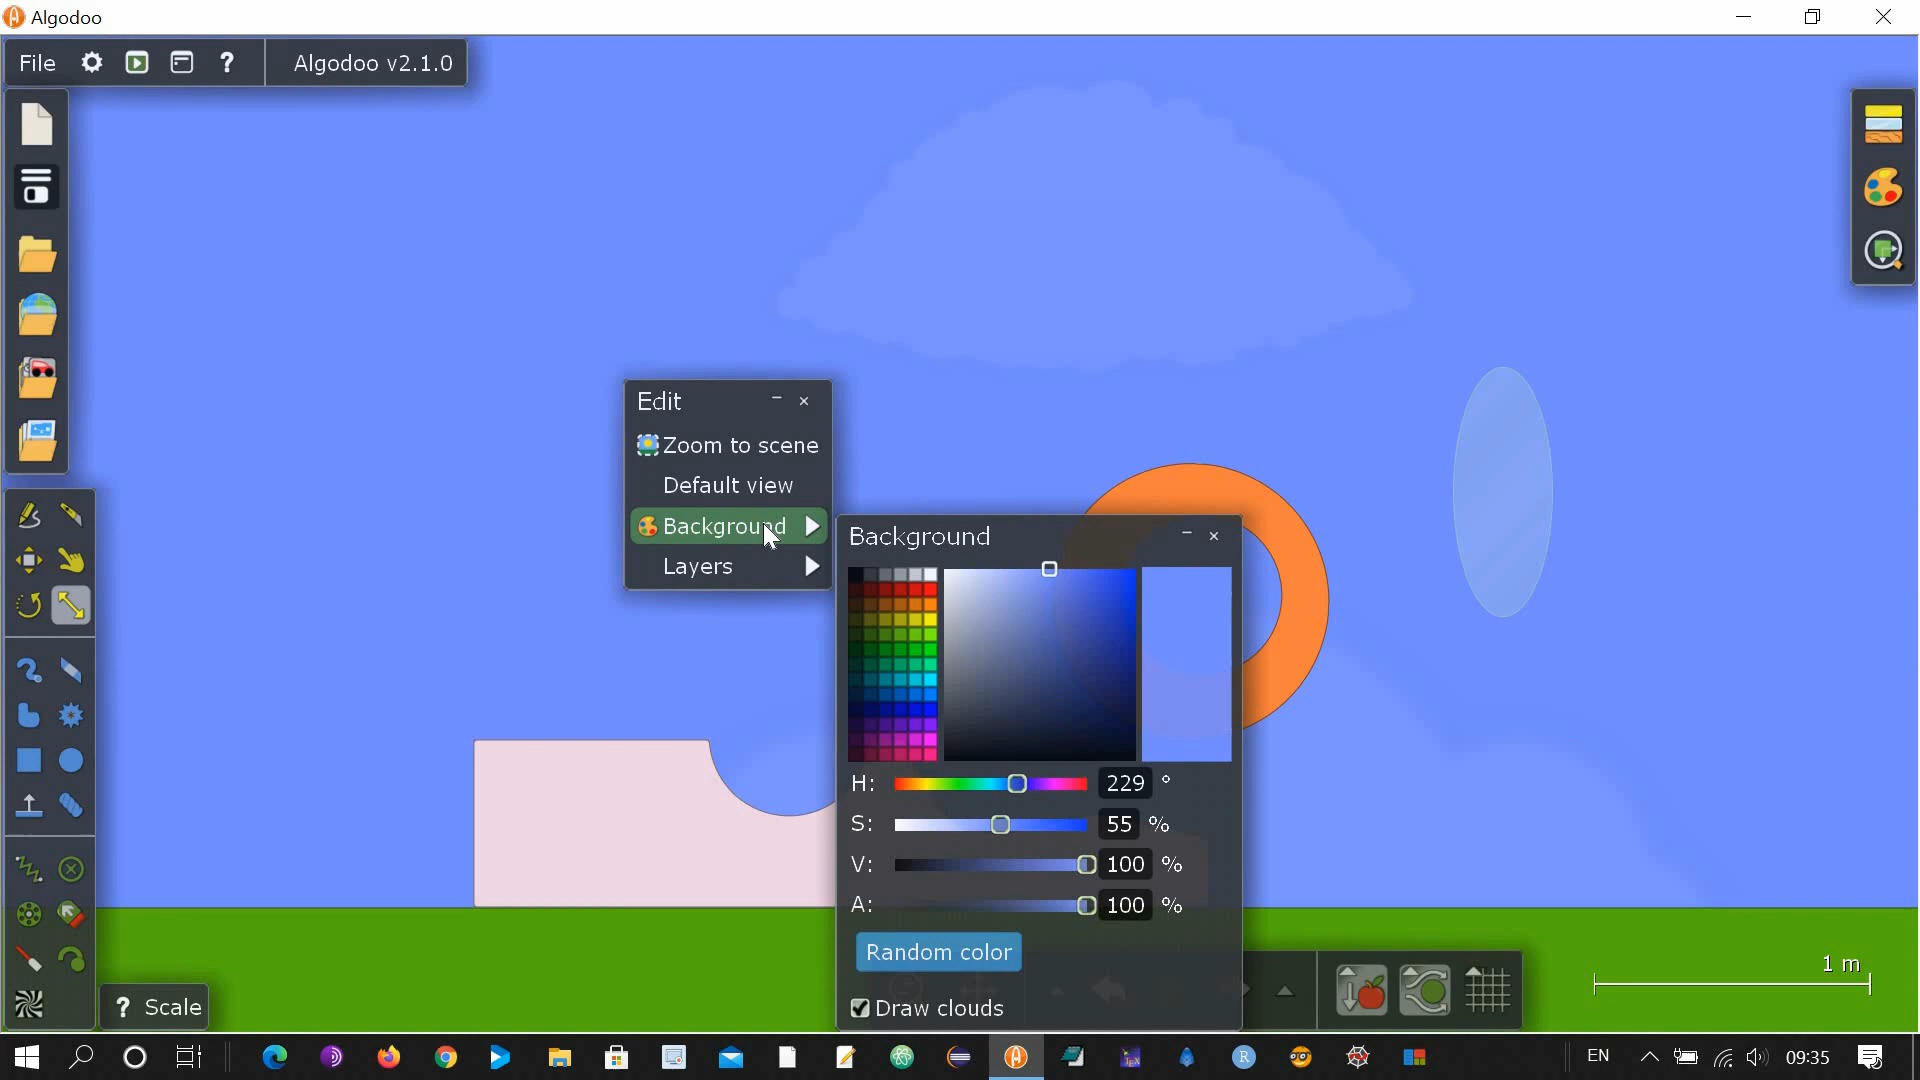 Algodoo
File ? Algodoo v2.1.0
Edit
Zoom to scene
Default view
Background
Layers
Background
H: 229 °
S: 55 %
V: 100 %
A: 100 %
Random color
Draw clouds
? Scale
1 m
EN 09:35